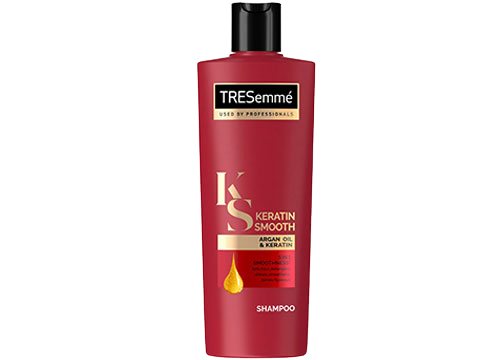 TRESemmé
USED BY PROFESSIONALS
KS
KERATIN
SMOOTH
ARGAN OIL
& KERATIN
SHAMPOO